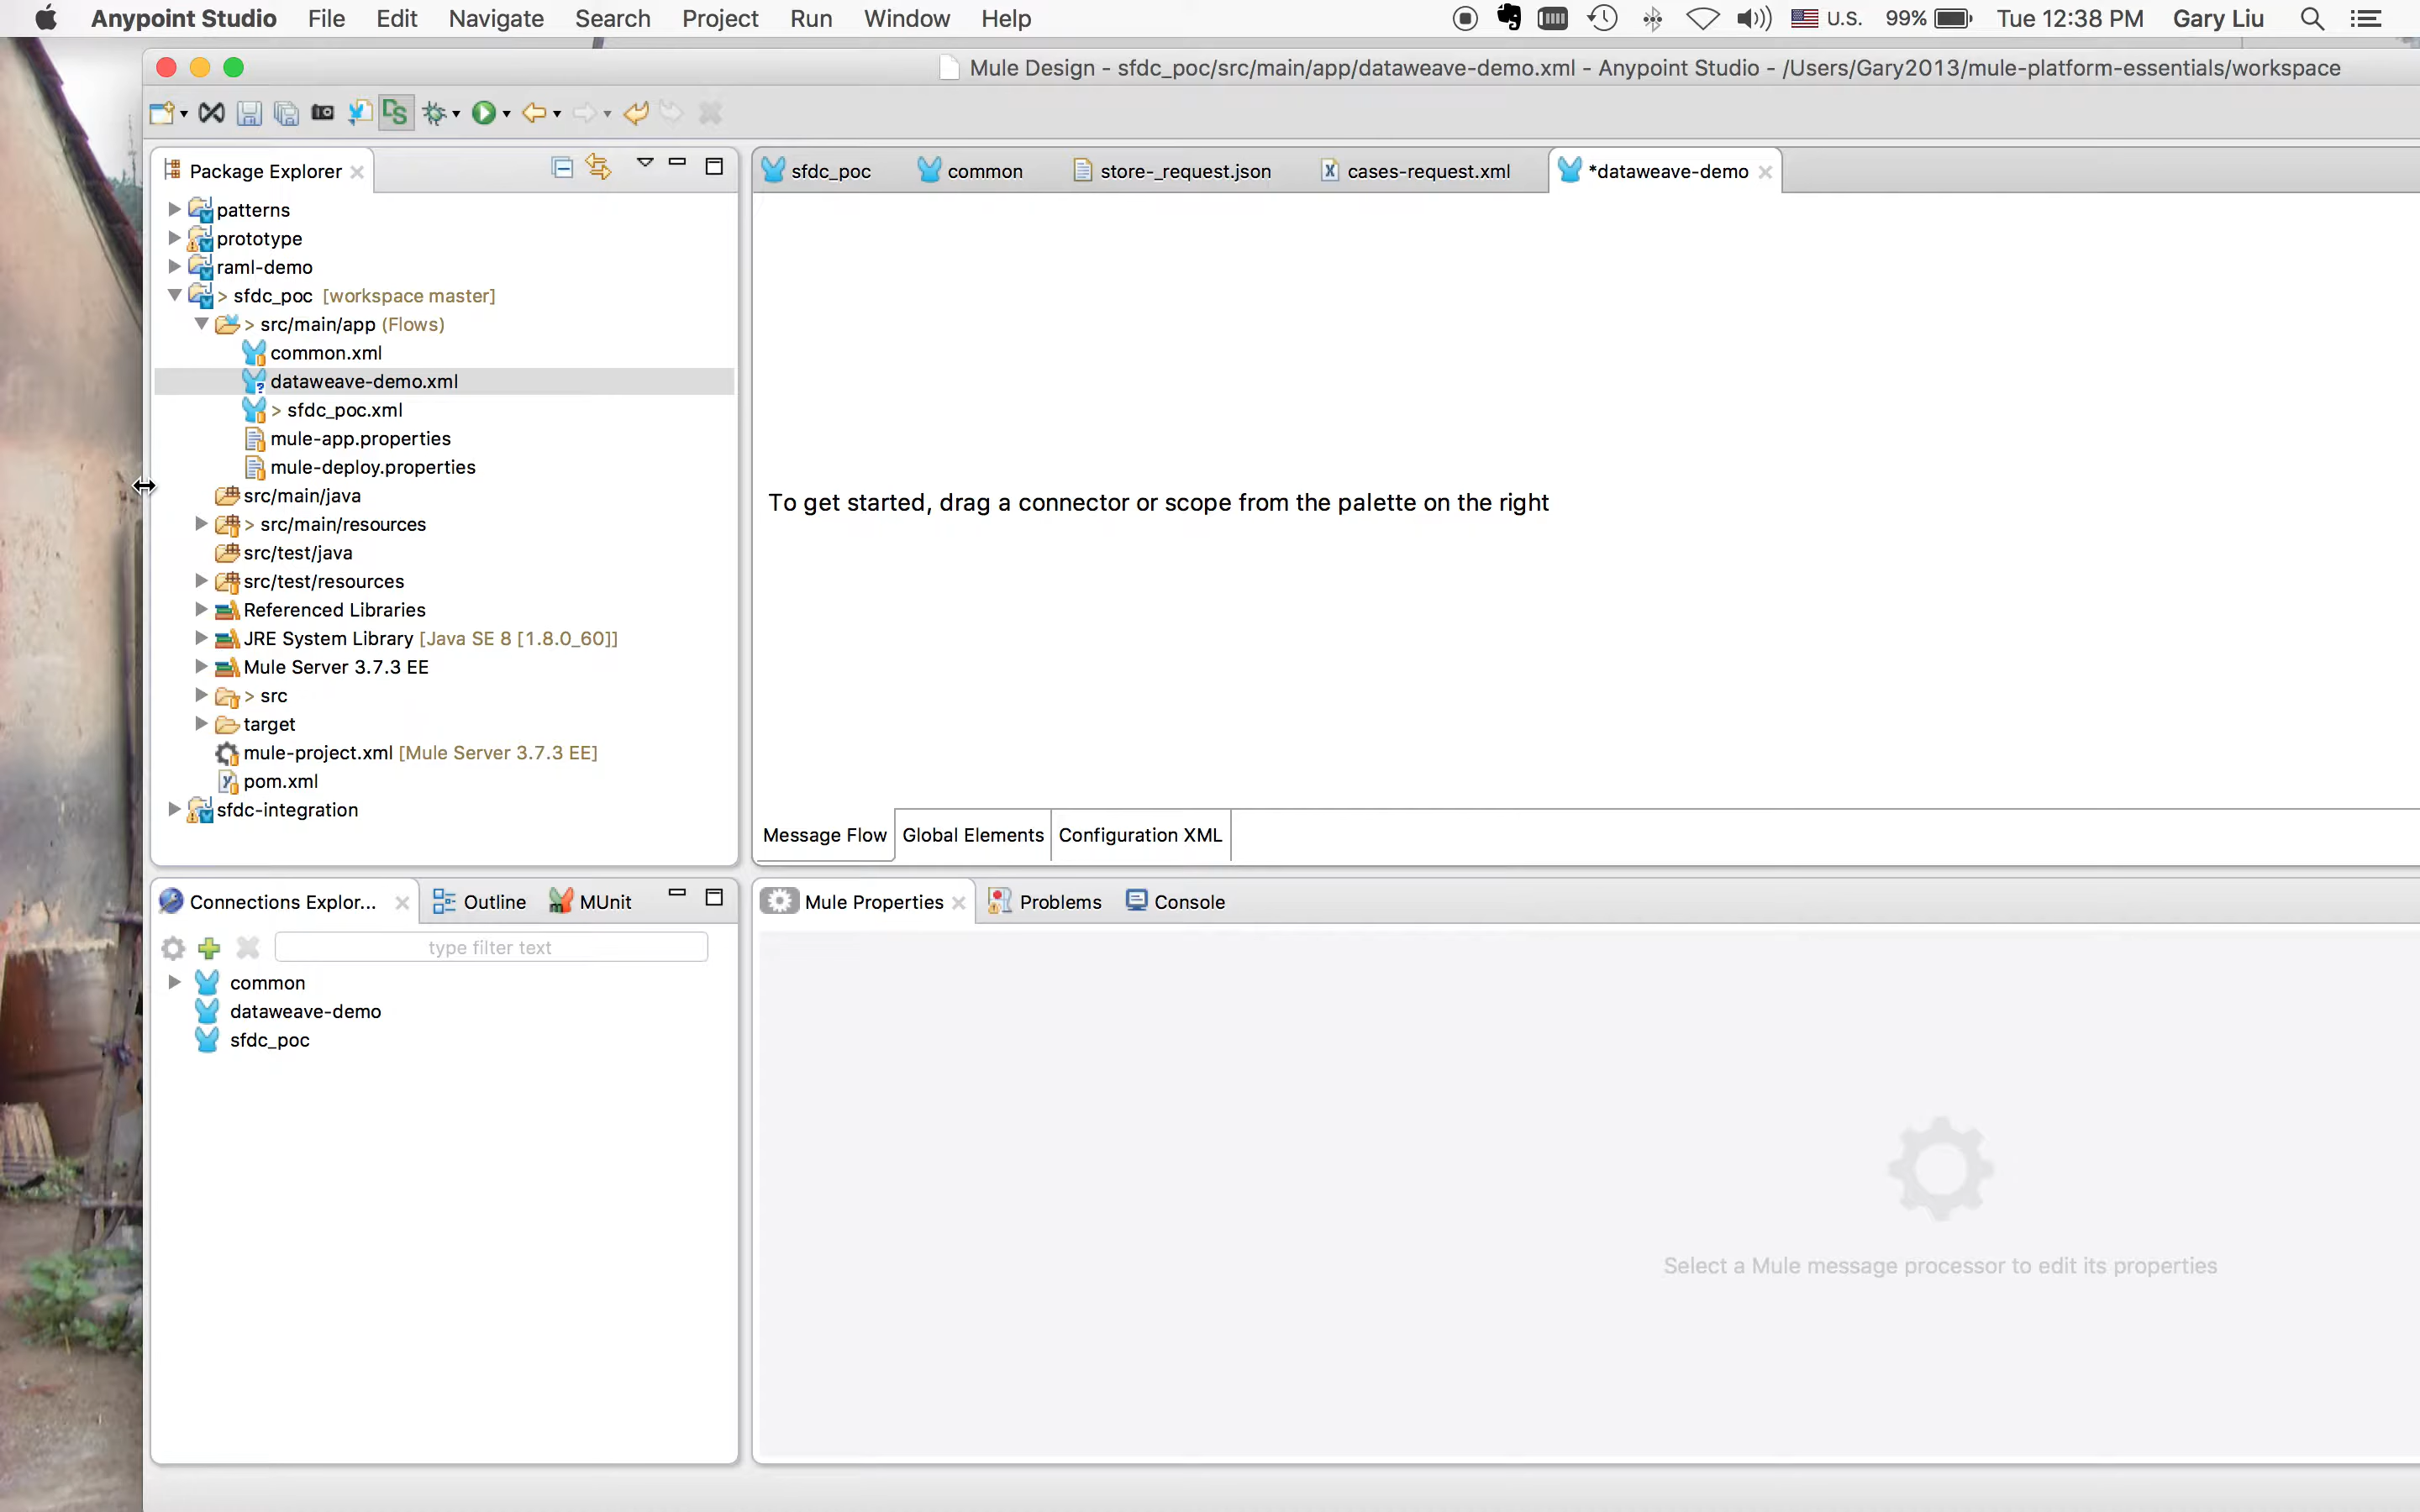 Anypoint Studio File Edit Navigate Search Project Run Window Help U.S. 99% Tue 12:38 PM Gary Liu
Mule Design - sfdc_poc/src/main/app/dataweave-demo.xml - Anypoint Studio - /Users/Gary2013/mule-platform-essentials/workspace
DS
Package Explorer
patterns
prototype
raml-demo
> sfdc_poc [workspace master]
> src/main/app (Flows)
common.xml
dataweave-demo.xml
> sfdc_poc.xml
mule-app.properties
mule-deploy.properties
src/main/java
> src/main/resources
src/test/java
src/test/resources
Referenced Libraries
JRE System Library [Java SE 8 [1.8.0_60]]
Mule Server 3.7.3 EE
> src
target
mule-project.xml [Mule Server 3.7.3 EE]
pom.xml
sfdc-integration
sfdc_poc common store-_request.json cases-request.xml *dataweave-demo
To get started, drag a connector or scope from the palette on the right
Message Flow Global Elements Configuration XML
Connections Explor... Outline MUnit
type filter text
common
dataweave-demo
sfdc_poc
Mule Properties Problems Console
Select a Mule message processor to edit its properties